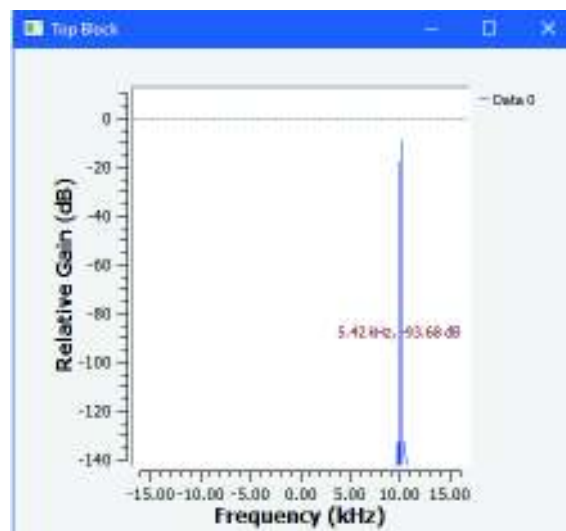 Top Block
Data 0
0
-20
-40
-60
-80
-100
-120
-140
Relative Gain (dB)
5.42 kHz, -93.68 dB
-15.00 -10.00 -5.00 0.00 5.00 10.00 15.00
Frequency (kHz)